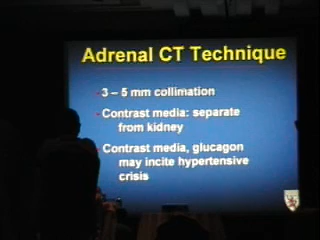 Adrenal CT Technique
- 3 – 5 mm collimation
- Contrast media: separate
from kidney
- Contrast media, glucagon
may incite hypertensive
crisis